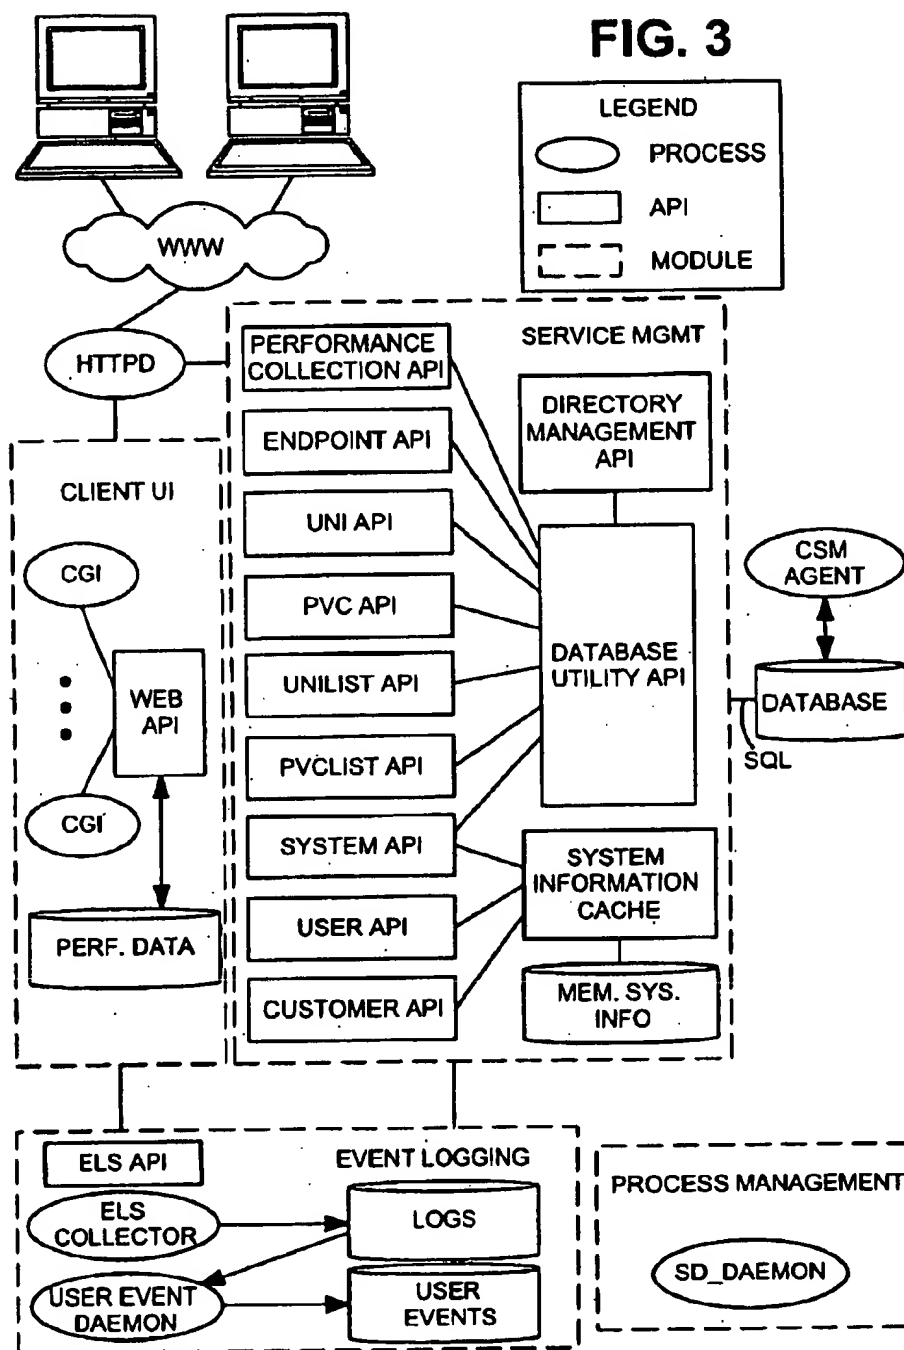 FIG. 3
LEGEND
PROCESS
API
MODULE
WWW
HTTPD
SERVICE MGMT
PERFORMANCE
COLLECTION API
ENDPOINT API
UNI API
PVC API
UNILIST API
PVCLIST API
SYSTEM API
USER API
CUSTOMER API
DIRECTORY
MANAGEMENT
API
DATABASE
UTILITY API
SYSTEM
INFORMATION
CACHE
MEM. SYS.
INFO
CSM
AGENT
DATABASE
SQL
CLIENT UI
CGI
WEB
API
CGI
PERF. DATA
ELS API
EVENT LOGGING
ELS
COLLECTOR
LOGS
USER EVENT
DAEMON
USER
EVENTS
PROCESS MANAGEMENT
SD_DAEMON